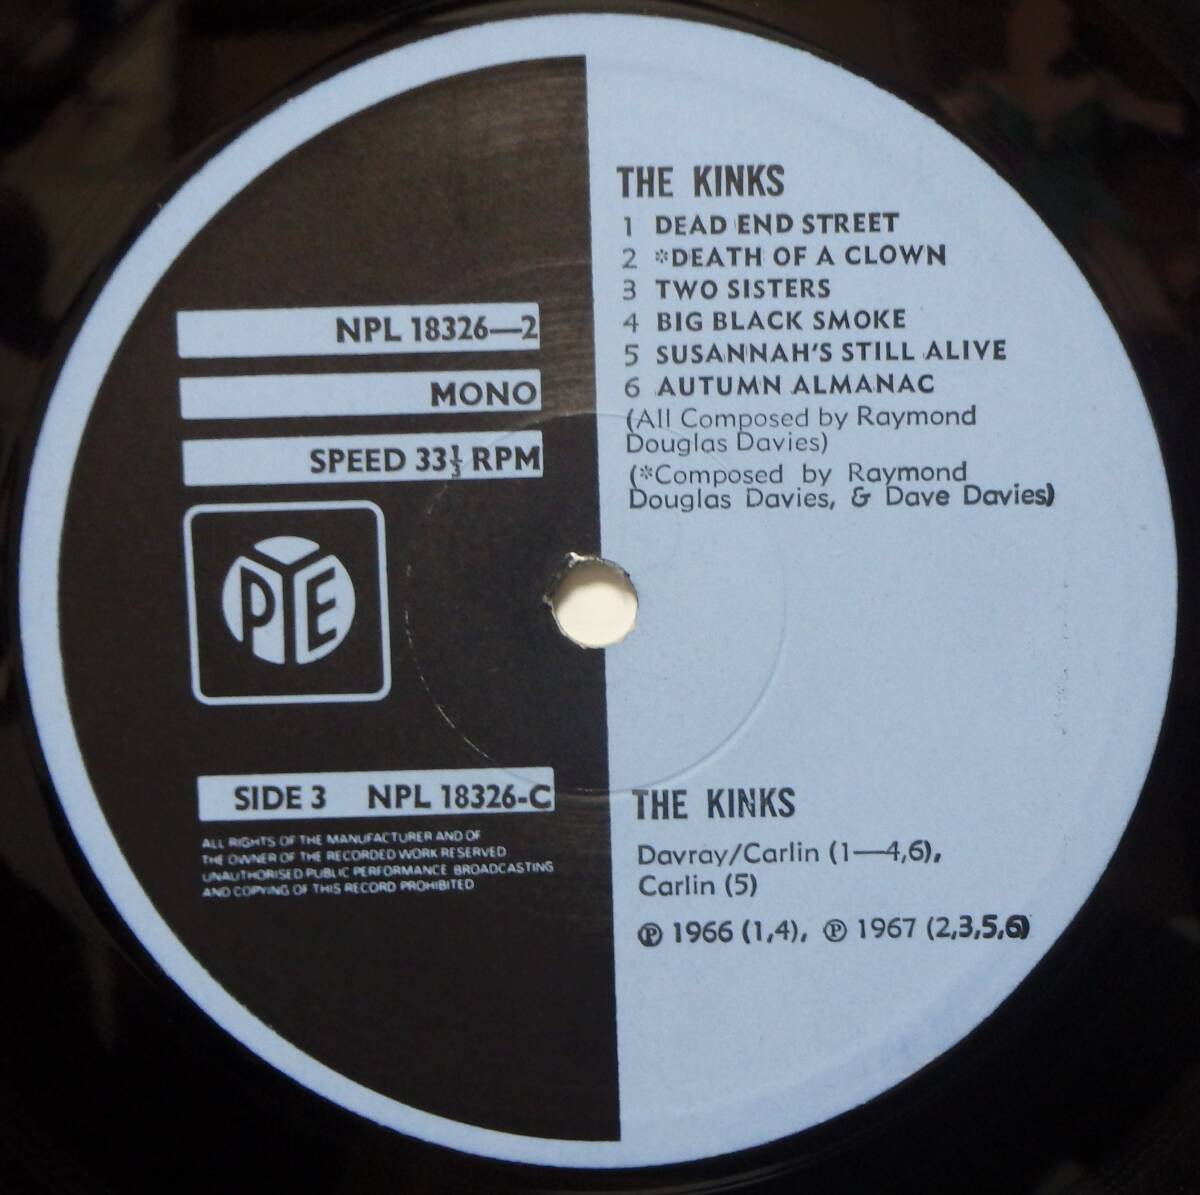 NPL 18326—2
MONO
SPEED 33⅓ RPM
PYE
SIDE 3 NPL 18326-C
ALL RIGHTS OF THE MANUFACTURER AND OF
THE OWNER OF THE RECORDED WORK RESERVED
UNAUTHORISED PUBLIC PERFORMANCE BROADCASTING
AND COPYING OF THIS RECORD PROHIBITED
THE KINKS
1 DEAD END STREET
2 *DEATH OF A CLOWN
3 TWO SISTERS
4 BIG BLACK SMOKE
5 SUSANNAH'S STILL ALIVE
6 AUTUMN ALMANAC
(All Composed by Raymond
Douglas Davies)
(*Composed by Raymond
Douglas Davies, & Dave Davies)
THE KINKS
Davray/Carlin (1—4,6),
Carlin (5)
℗ 1966 (1,4), ℗ 1967 (2,3,5,6)